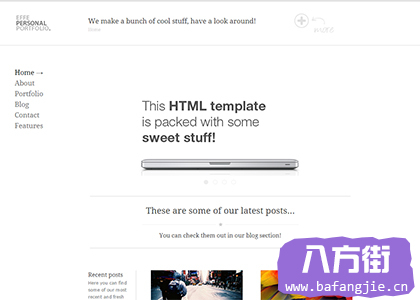 EFFE
PERSONAL
PORTFOLIO.
We make a bunch of cool stuff, have a look around!
Home
Home →
About
Portfolio
Blog
Contact
Features
This HTML template
is packed with some
sweet stuff!
These are some of our latest posts...
You can check them out in our blog section!
Recent posts
Here you can find
some of our most
recent and fresh
八方街
www.bafangjie.cn